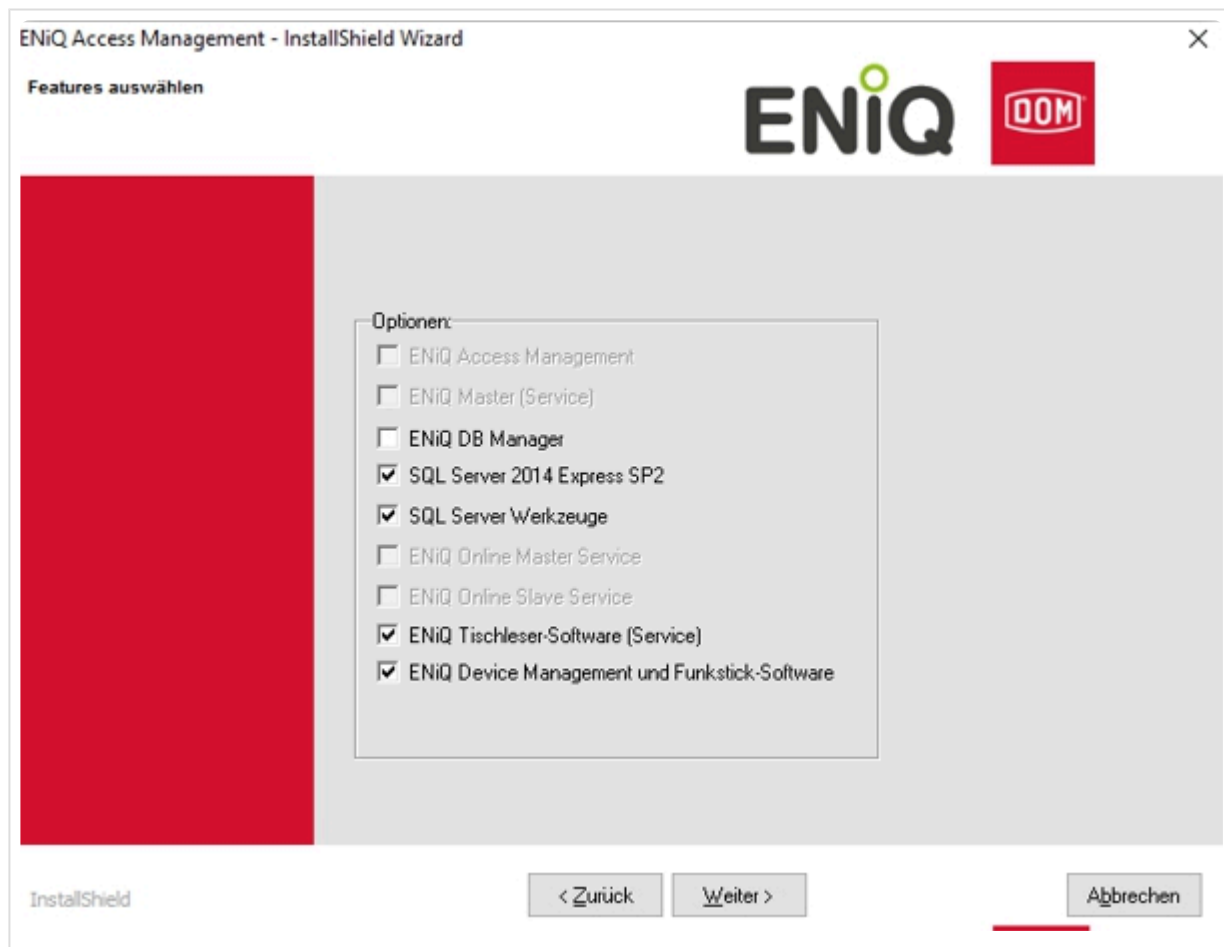 ENiQ Access Management - InstallShield Wizard
Features auswählen
ENiQ
DOM
Optionen:
ENiQ Access Management
ENiQ Master (Service)
ENiQ DB Manager
SQL Server 2014 Express SP2
SQL Server Werkzeuge
ENiQ Online Master Service
ENiQ Online Slave Service
ENiQ Tischleser-Software (Service)
ENiQ Device Management und Funkstick-Software
InstallShield
< Zurück
Weiter >
Abbrechen